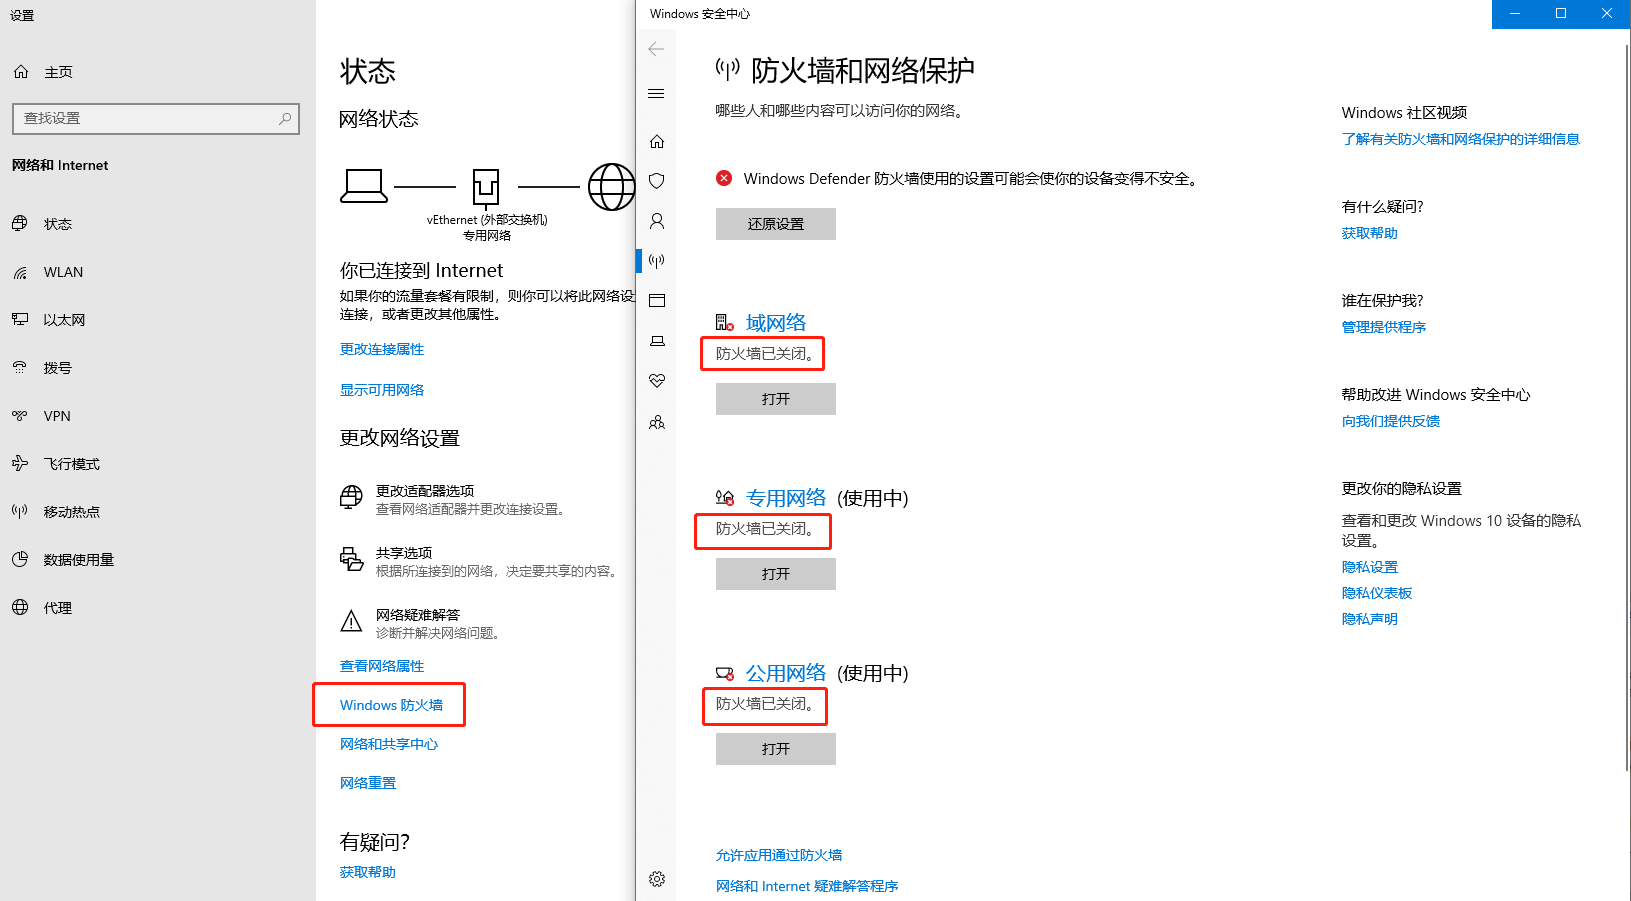 设置
主页
查找设置
网络和 Internet
状态
WLAN
以太网
拨号
VPN
飞行模式
移动热点
数据使用量
代理
状态
网络状态
vEthernet (外部交换机)
专用网络
你已连接到 Internet
如果你的流量套餐有限制，则你可以将此网络设
连接，或者更改其他属性。
更改连接属性
显示可用网络
更改网络设置
更改适配器选项
查看网络适配器并更改连接设置。
共享选项
根据所连接到的网络，决定要共享的内容。
网络疑难解答
诊断并解决网络问题。
查看网络属性
Windows 防火墙
网络和共享中心
网络重置
有疑问?
获取帮助
Windows 安全中心
防火墙和网络保护
哪些人和哪些内容可以访问你的网络。
Windows Defender 防火墙使用的设置可能会使你的设备变得不安全。
还原设置
域网络
防火墙已关闭。
打开
专用网络 (使用中)
防火墙已关闭。
打开
公用网络 (使用中)
防火墙已关闭。
打开
允许应用通过防火墙
网络和 Internet 疑难解答程序
Windows 社区视频
了解有关防火墙和网络保护的详细信息
有什么疑问?
获取帮助
谁在保护我?
管理提供程序
帮助改进 Windows 安全中心
向我们提供反馈
更改你的隐私设置
查看和更改 Windows 10 设备的隐私
设置。
隐私设置
隐私仪表板
隐私声明